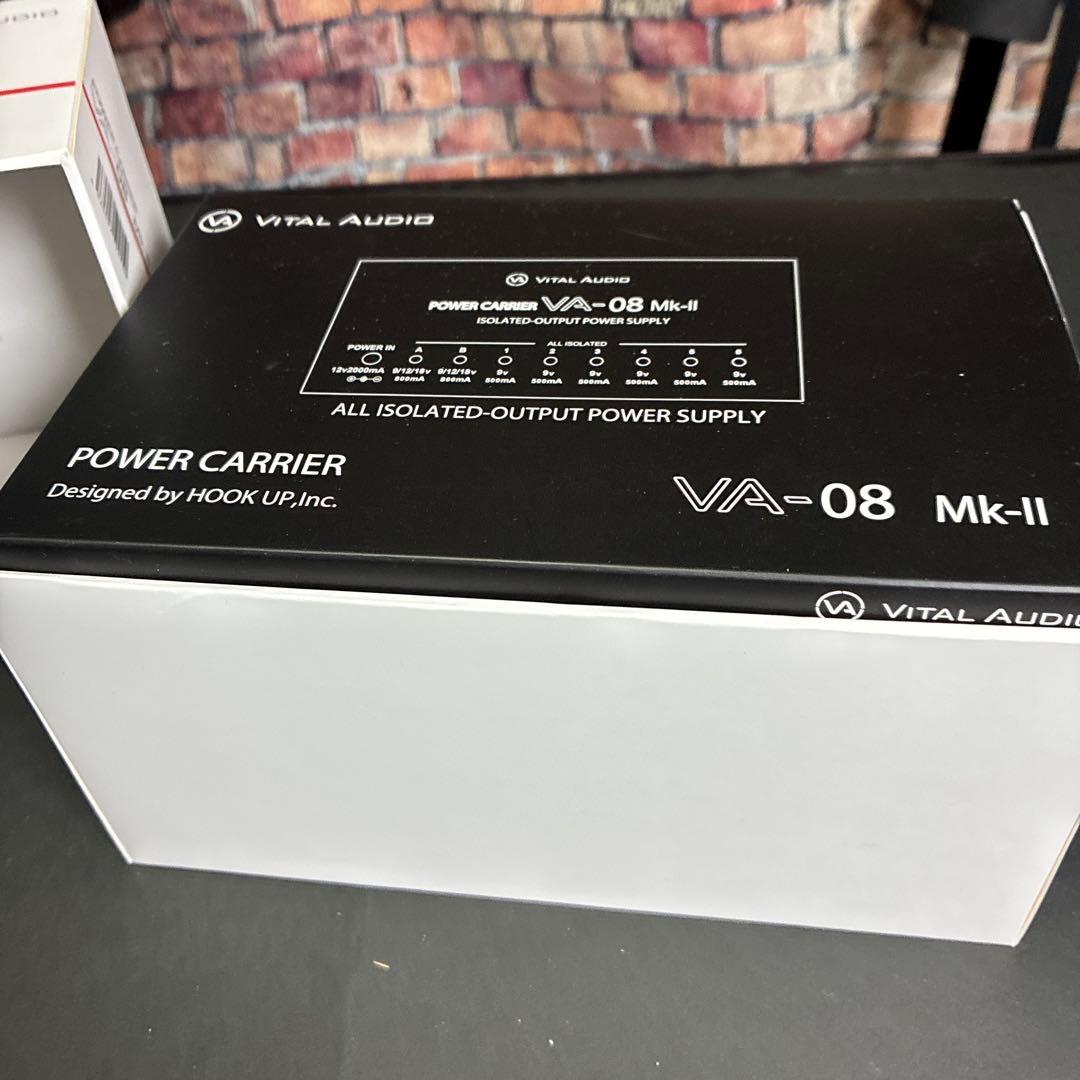 UDIO
VITAL AUDIO
VITAL AUDIO
POWER CARRIER VA-08 Mk-II
ISOLATED-OUTPUT POWER SUPPLY
ALL ISOLATED
POWER IN A B 1 2 3 4 5 6
12v2000mA 9/12/18v 9/12/18v 9v 9v 9v 9v 9v 9v
800mA 800mA 500mA 500mA 500mA 500mA 500mA 500mA
ALL ISOLATED-OUTPUT POWER SUPPLY
POWER CARRIER
Designed by HOOK UP,Inc.
VA-08 Mk-II
VITAL AUDIO